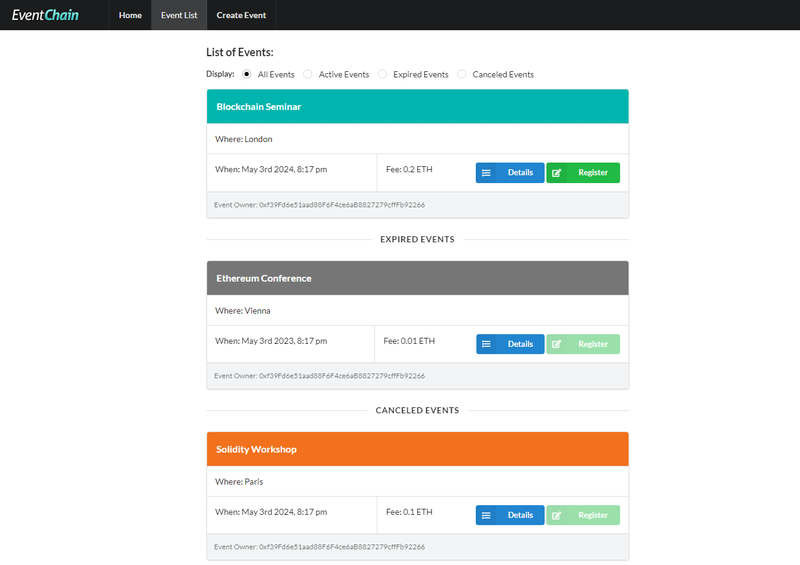 EventChain Home Event List Create Event
List of Events:
Display: All Events Active Events Expired Events Canceled Events
Blockchain Seminar
Where: London
When: May 3rd 2024, 8:17 pm Fee: 0.2 ETH Details Register
Event Owner: 0xf39Fd6e51aad88F6F4ce6aB8827279cffFb92266
EXPIRED EVENTS
Ethereum Conference
Where: Vienna
When: May 3rd 2023, 8:17 pm Fee: 0.01 ETH Details Register
Event Owner: 0xf39Fd6e51aad88F6F4ce6aB8827279cffFb92266
CANCELED EVENTS
Solidity Workshop
Where: Paris
When: May 3rd 2024, 8:17 pm Fee: 0.1 ETH Details Register
Event Owner: 0xf39Fd6e51aad88F6F4ce6aB8827279cffFb92266